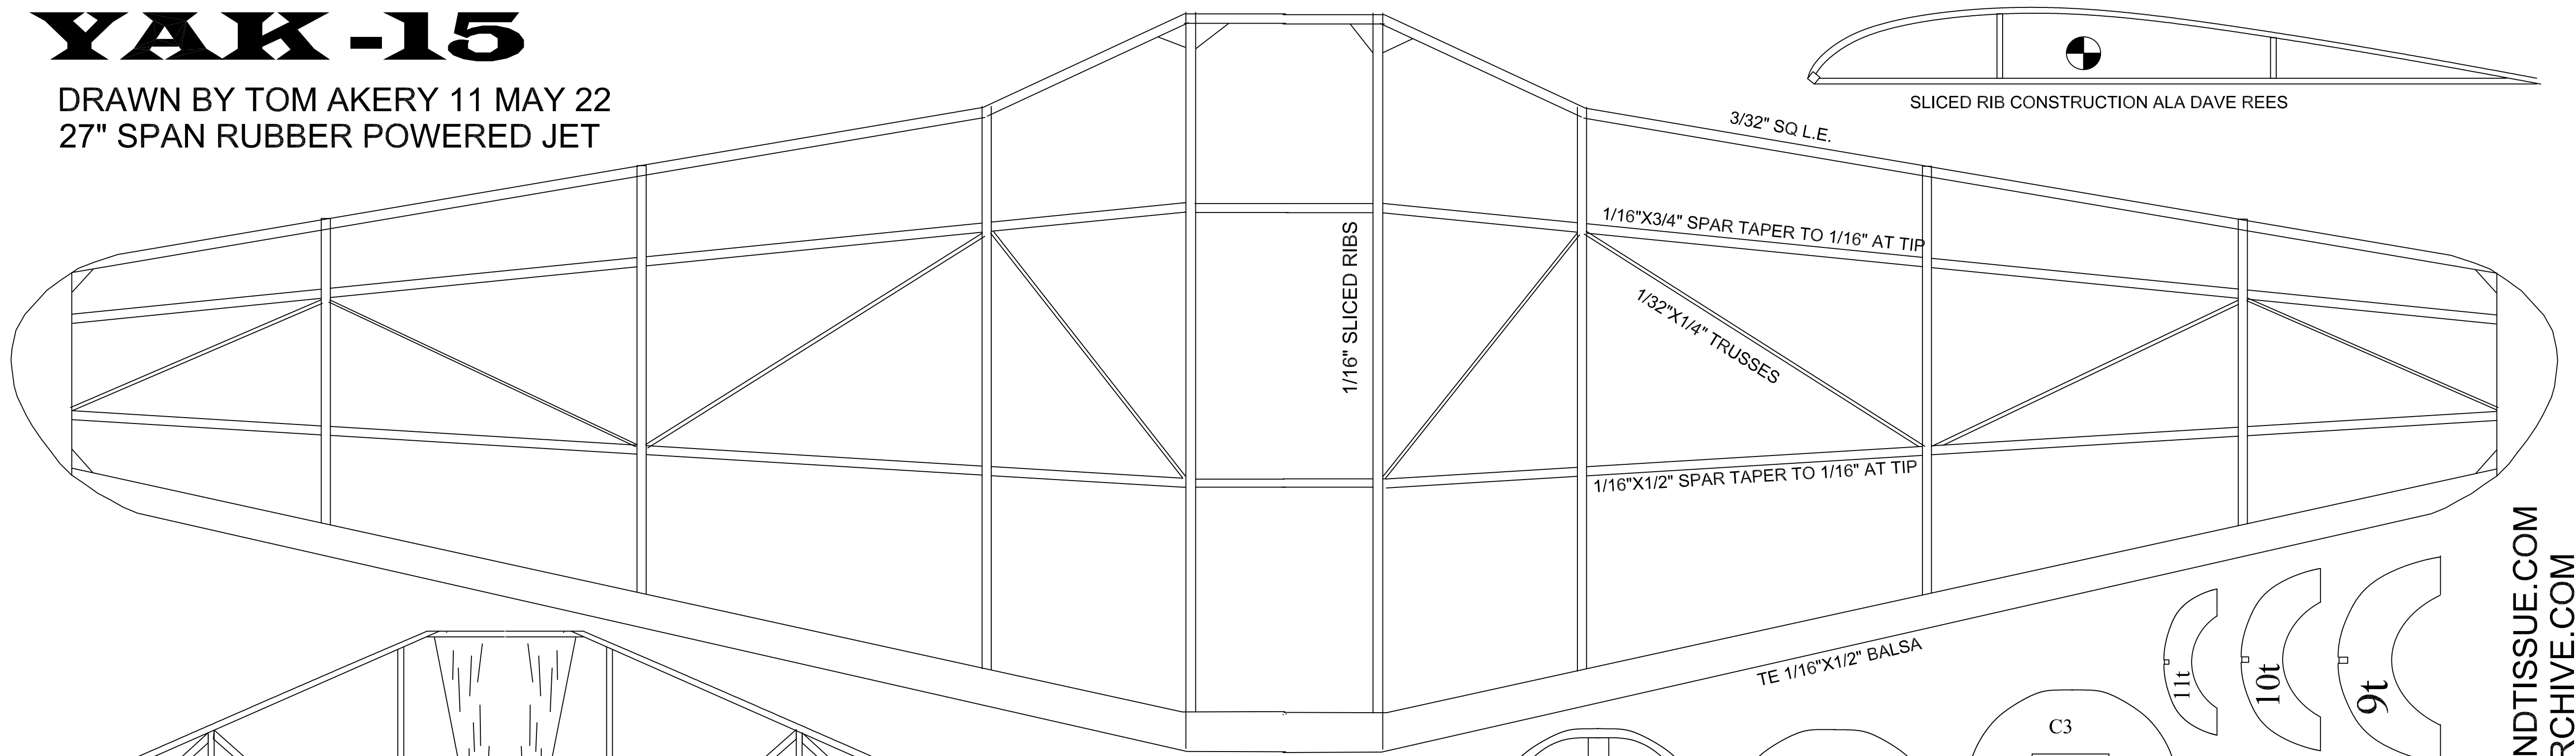 YAK-15
DRAWN BY TOM AKERY 11 MAY 22
27" SPAN RUBBER POWERED JET
SLICED RIB CONSTRUCTION ALA DAVE REES
3/32" SQ L.E.
1/16"X3/4" SPAR TAPER TO 1/16" AT TIP
1/16" SLICED RIBS
1/32"X1/4" TRUSSES
1/16"X1/2" SPAR TAPER TO 1/16" AT TIP
TE 1/16"X1/2" BALSA
11t
10t
9t
C3
NDTISSUE.COM
RCHIVE.COM